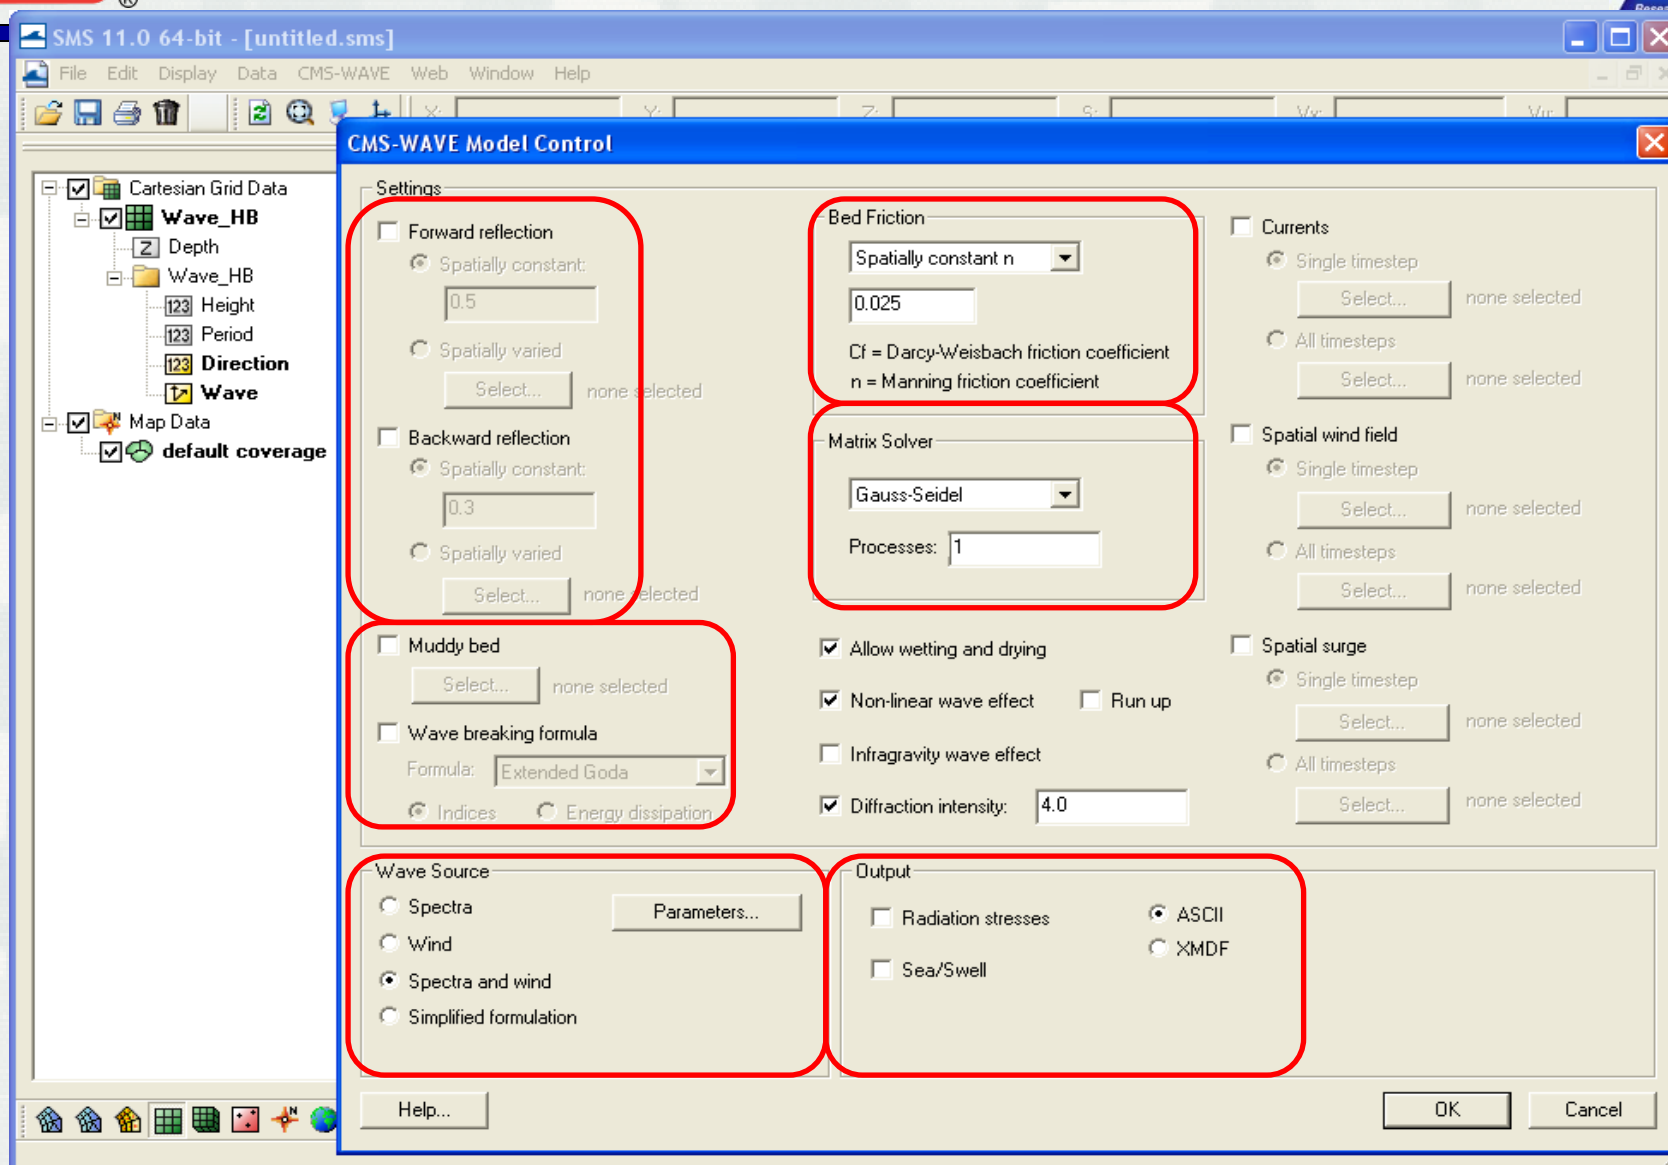 ®
Resea
SMS 11.0 64-bit - [untitled.sms]
File Edit Display Data CMS-WAVE Web Window Help
X: Y: Z: S: Vx: Vy:
CMS-WAVE Model Control
Cartesian Grid Data
Wave_HB
Z Depth
Wave_HB
123 Height
123 Period
123 Direction
Wave
Map Data
default coverage
Settings
Forward reflection
Spatially constant:
0.5
Spatially varied
Select... none selected
Backward reflection
Spatially constant:
0.3
Spatially varied
Select... none selected
Muddy bed
Select... none selected
Wave breaking formula
Formula: Extended Goda
Indices Energy dissipation
Bed Friction
Spatially constant n
0.025
Cf = Darcy-Weisbach friction coefficient
n = Manning friction coefficient
Matrix Solver
Gauss-Seidel
Processes: 1
Allow wetting and drying
Non-linear wave effect Run up
Infragravity wave effect
Diffraction intensity: 4.0
Currents
Single timestep
Select... none selected
All timesteps
Select... none selected
Spatial wind field
Single timestep
Select... none selected
All timesteps
Select... none selected
Spatial surge
Single timestep
Select... none selected
All timesteps
Select... none selected
Wave Source
Spectra Parameters...
Wind
Spectra and wind
Simplified formulation
Output
Radiation stresses ASCII
XMDF
Sea/Swell
Help... OK Cancel
N